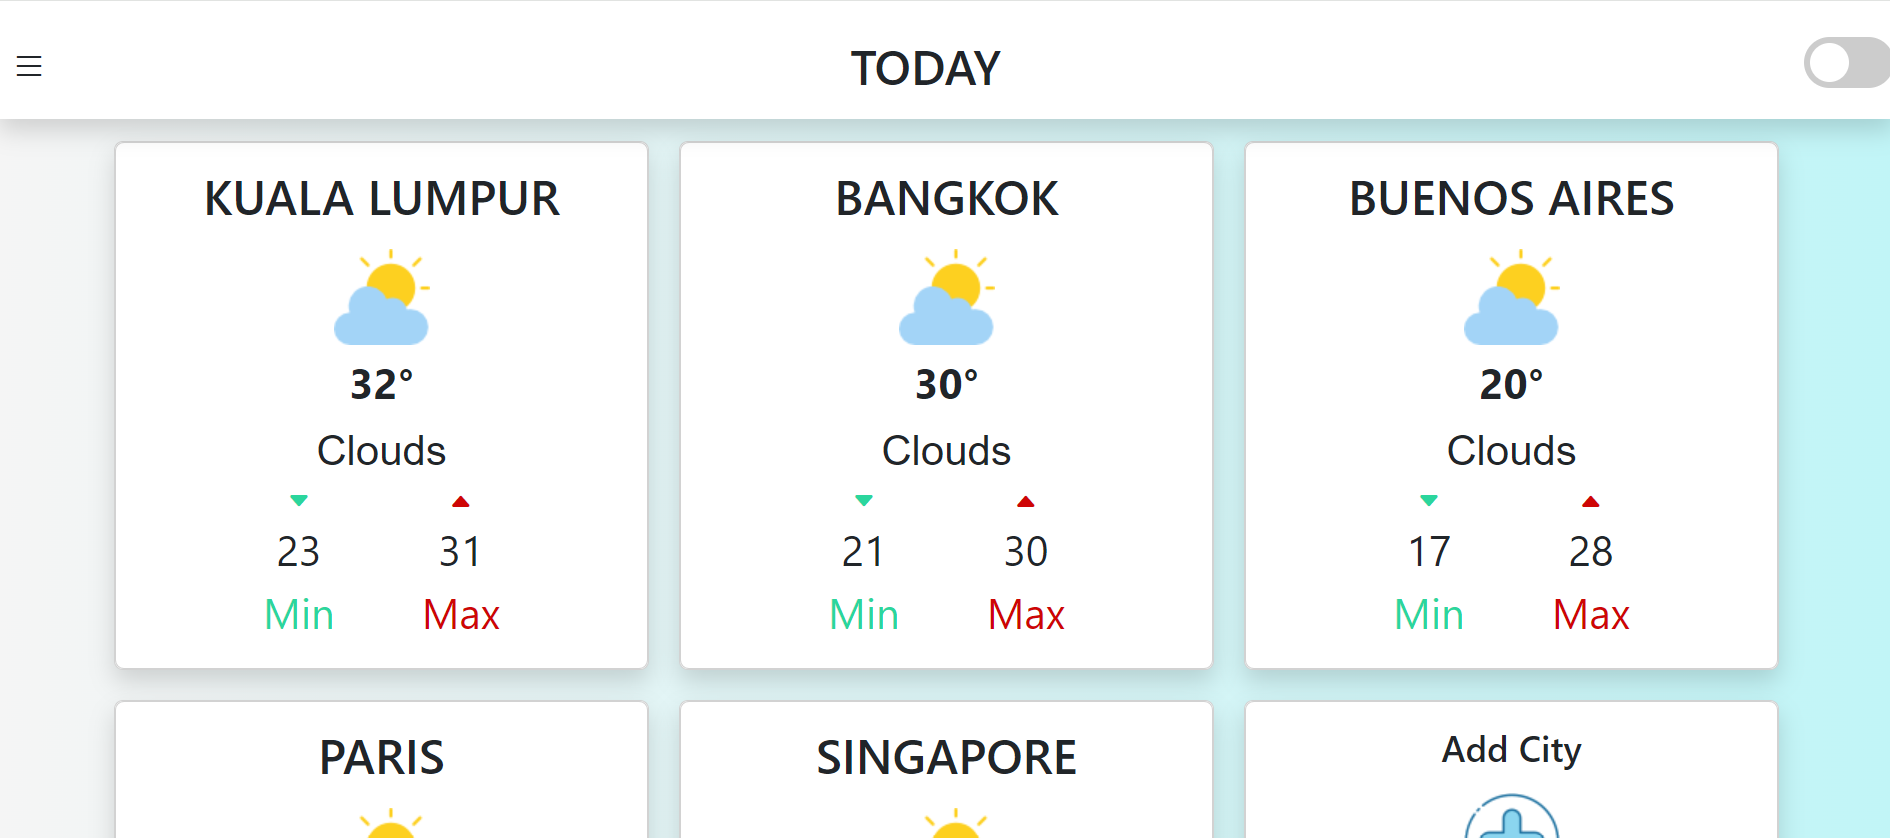 TODAY
KUALA LUMPUR
32°
Clouds
23 31
Min Max
BANGKOK
30°
Clouds
21 30
Min Max
BUENOS AIRES
20°
Clouds
17 28
Min Max
PARIS
SINGAPORE
Add City